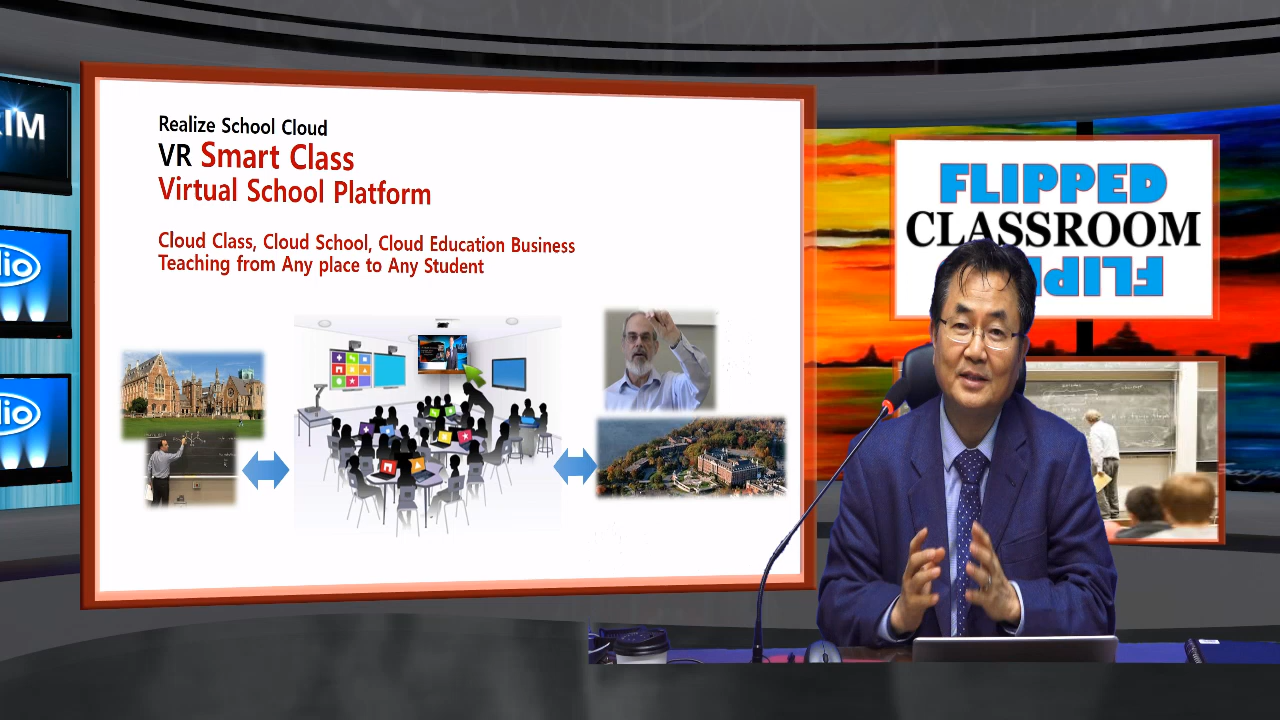 Realize School Cloud
VR Smart Class
Virtual School Platform
Cloud Class, Cloud School, Cloud Education Business
Teaching from Any place to Any Student
FLIPPED
CLASSROOM